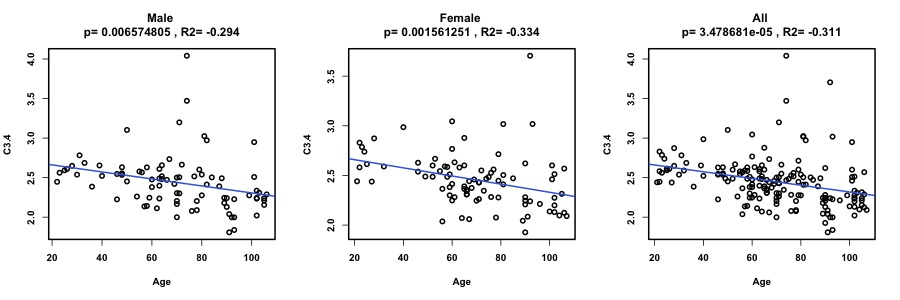 Male
p= 0.006574805 , R2= -0.294
C3.4
4.0
3.5
3.0
2.5
2.0
20 40 60 80 100
Age
Female
p= 0.001561251 , R2= -0.334
C3.4
3.5
3.0
2.5
2.0
20 40 60 80 100
Age
All
p= 3.478681e-05 , R2= -0.311
C3.4
4.0
3.5
3.0
2.5
2.0
20 40 60 80 100
Age